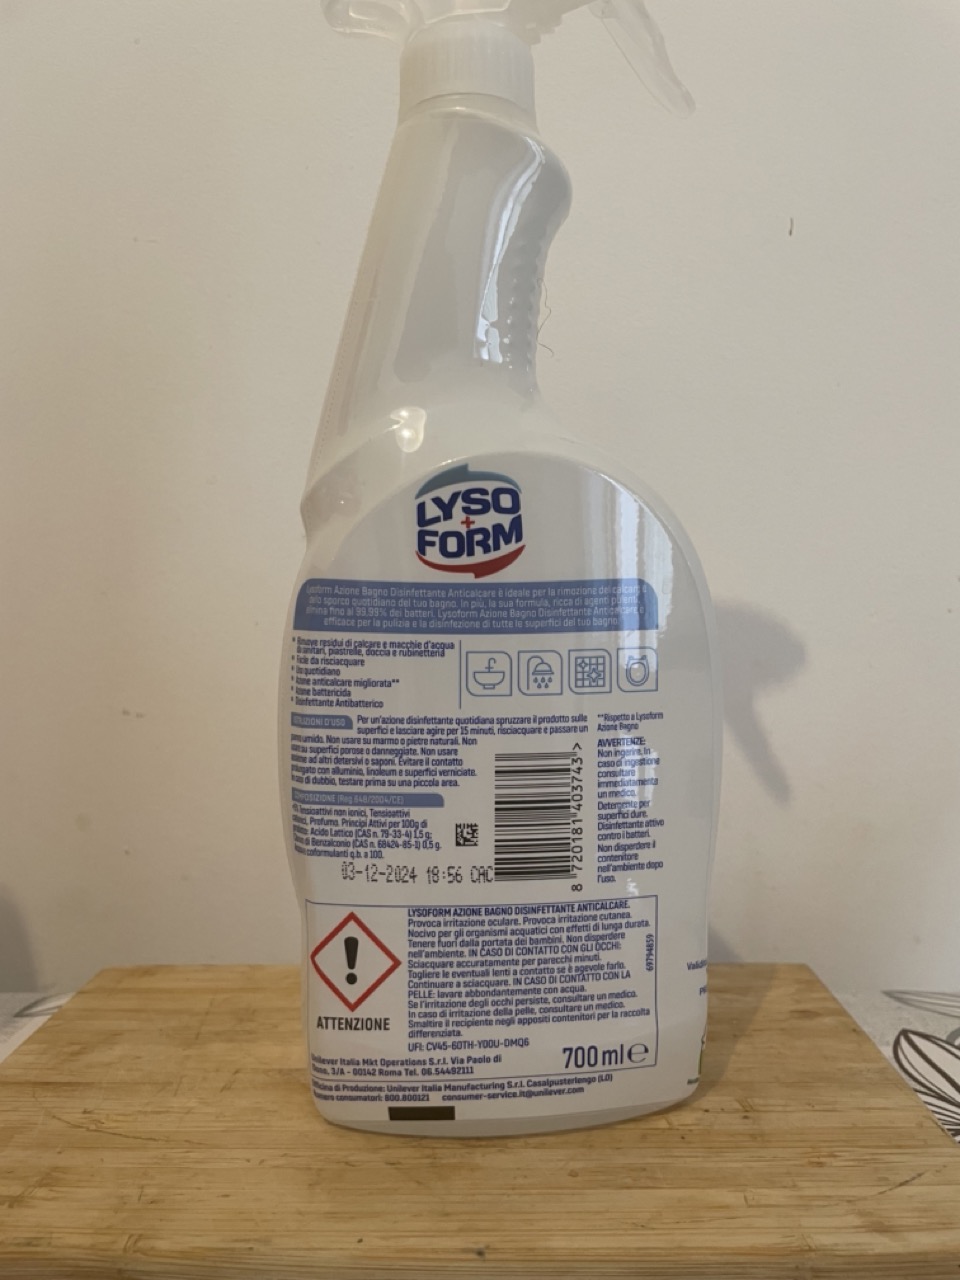 LYSO
FORM
Lysoform Azione Bagno Disinfettante Anticalcare è ideale per la rimozione del calcare e
dello sporco quotidiano del tuo bagno. In più, la sua formula, ricca di agenti pulenti,
elimina fino al 99,99% dei batteri. Lysoform Azione Bagno Disinfettante Anticalcare è
efficace per la pulizia e la disinfezione di tutte le superfici del tuo bagno.
* Rimuove residui di calcare e macchie d'acqua
da sanitari, piastrelle, doccia e rubinetteria
* Facile da risciacquare
* Uso quotidiano
* Azione anticalcare migliorata**
* Azione battericida
* Disinfettante Antibatterico
ISTRUZIONI D'USO Per un'azione disinfettante quotidiana spruzzare il prodotto sulle
superfici e lasciare agire per 15 minuti, risciacquare e passare un
panno umido. Non usare su marmo o pietre naturali. Non
usare su superfici porose o danneggiate. Non usare
insieme ad altri detersivi o saponi. Evitare il contatto
prolungato con alluminio, linoleum e superfici verniciate.
In caso di dubbio, testare prima su una piccola area.
COMPOSIZIONE (Reg 648/2004/CE)
<5% Tensioattivi non ionici, Tensioattivi
Profumo. Principi Attivi per 100g di
prodotto: Acido Lattico (CAS n. 79-33-4) 1,5 g;
di Benzalconio (CAS n. 68424-85-1) 0,5 g.
coformulanti q.b. a 100.
03-12-2024 18:56 CAC
8 720181 403743 >
**Rispetto a Lysoform
Azione Bagno
AVVERTENZE:
Non ingerire. In
caso di ingestione
consultare
immediatamente
un medico.
Detergente per
superfici dure.
Disinfettante attivo
contro i batteri.
Non disperdere il
contenitore
nell'ambiente dopo
l'uso.
LYSOFORM AZIONE BAGNO DISINFETTANTE ANTICALCARE.
Provoca irritazione oculare. Provoca irritazione cutanea.
Nocivo per gli organismi acquatici con effetti di lunga durata.
Tenere fuori dalla portata dei bambini. Non disperdere
nell'ambiente. IN CASO DI CONTATTO CON GLI OCCHI:
Sciacquare accuratamente per parecchi minuti.
Togliere le eventuali lenti a contatto se è agevole farlo.
Continuare a sciacquare. IN CASO DI CONTATTO CON LA
PELLE: lavare abbondantemente con acqua.
Se l'irritazione degli occhi persiste, consultare un medico.
In caso di irritazione della pelle, consultare un medico.
Smaltire il recipiente negli appositi contenitori per la raccolta
differenziata.
UFI: CV45-60TH-Y00U-DMQ6
69794659
ATTENZIONE
700 ml e
Unilever Italia Mkt Operations S.r.l. Via Paolo di
Dono, 3/A - 00142 Roma Tel. 06.54492111
Officina di Produzione: Unilever Italia Manufacturing S.r.l. Casalpusterlengo (LO)
Numero consumatori: 800.800121 consumer-service.it@unilever.com